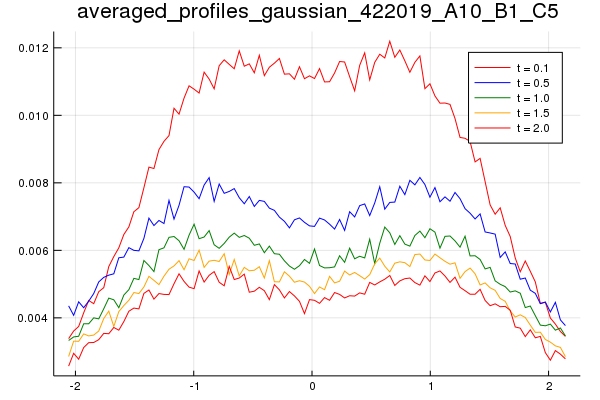 averaged_profiles_gaussian_422019_A10_B1_C5
0.012
0.010
0.008
0.006
0.004
-2
-1
0
1
2
t = 0.1
t = 0.5
t = 1.0
t = 1.5
t = 2.0